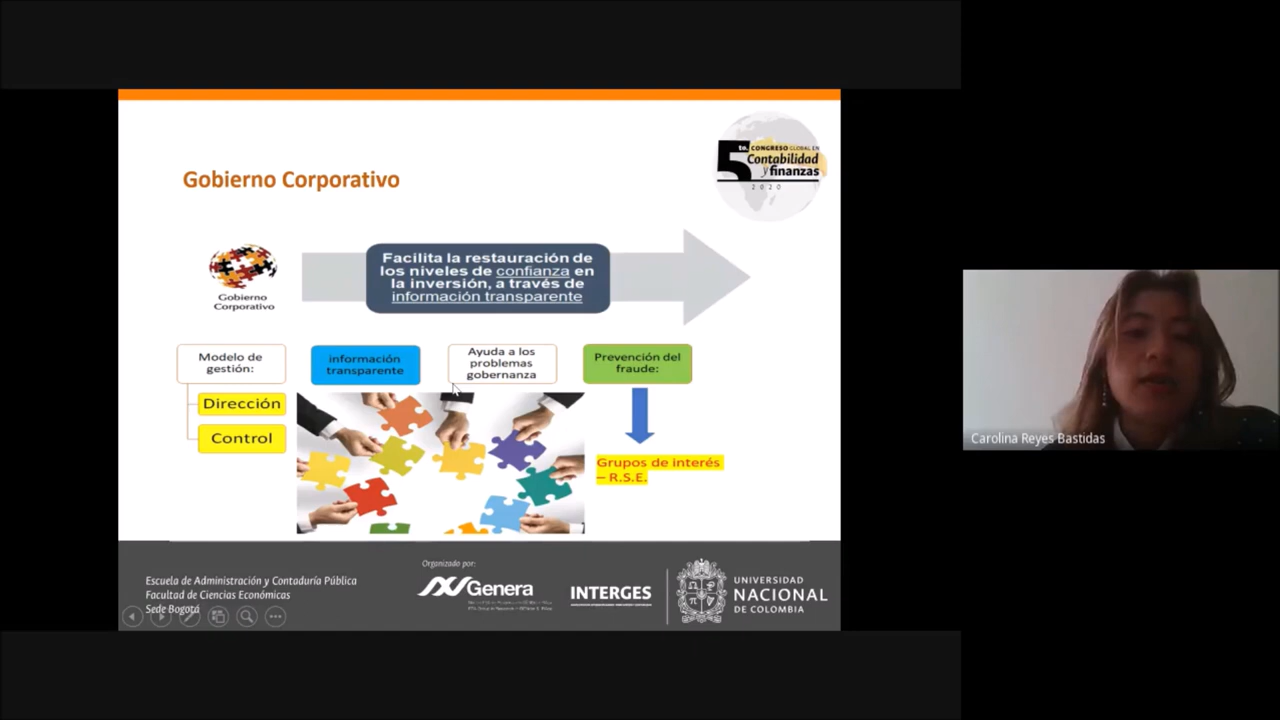 5to. CONGRESO GLOBAL EN
Contabilidad
y finanzas
2020
Gobierno Corporativo
Gobierno
Corporativo
Facilita la restauración de
los niveles de confianza en
la inversión, a través de
información transparente
Modelo de
gestión:
Dirección
Control
información
transparente
Ayuda a los
problemas
gobernanza
Prevención del
fraude:
Grupos de interés
– R.S.E.
Carolina Reyes Bastidas
Escuela de Administración y Contaduría Pública
Facultad de Ciencias Económicas
Sede Bogotá
Organizado por:
Genera
INTERGES
UNIVERSIDAD
NACIONAL
DE COLOMBIA